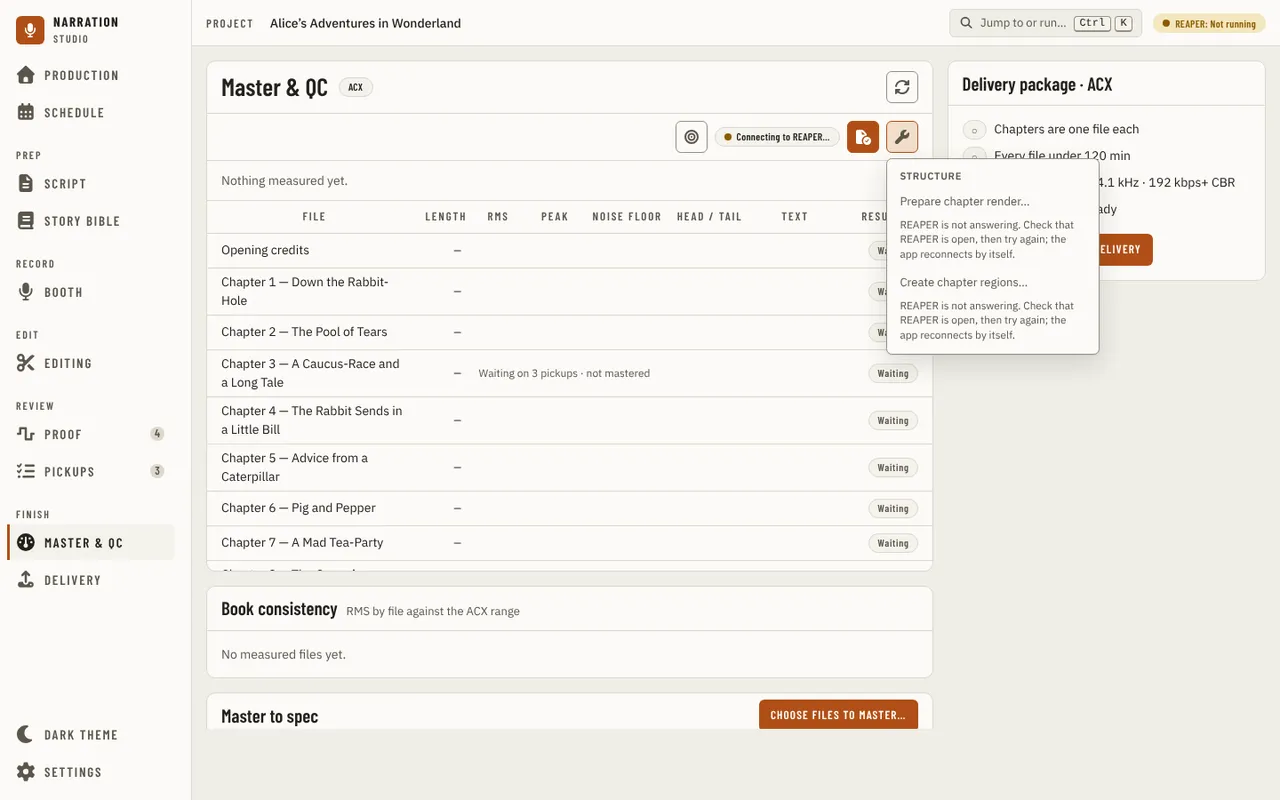 NARRATION
STUDIO
PRODUCTION
SCHEDULE
PREP
SCRIPT
STORY BIBLE
RECORD
BOOTH
EDIT
EDITING
REVIEW
PROOF 4
PICKUPS 3
FINISH
MASTER & QC
DELIVERY
DARK THEME
SETTINGS
PROJECT Alice's Adventures in Wonderland
Jump to or run... Ctrl K
REAPER: Not running
Master & QC ACX
Connecting to REAPER...
Nothing measured yet.
FILE LENGTH RMS PEAK NOISE FLOOR HEAD / TAIL TEXT
Opening credits –
Chapter 1 — Down the Rabbit-
Hole –
Chapter 2 — The Pool of Tears –
Chapter 3 — A Caucus-Race and
a Long Tale – Waiting on 3 pickups · not mastered Waiting
Chapter 4 — The Rabbit Sends in
a Little Bill – Waiting
Chapter 5 — Advice from a
Caterpillar – Waiting
Chapter 6 — Pig and Pepper – Waiting
Chapter 7 — A Mad Tea-Party – Waiting
STRUCTURE
Prepare chapter render...
REAPER is not answering. Check that
REAPER is open, then try again; the
app reconnects by itself.
Create chapter regions...
REAPER is not answering. Check that
REAPER is open, then try again; the
app reconnects by itself.
Book consistency RMS by file against the ACX range
No measured files yet.
Master to spec
CHOOSE FILES TO MASTER...
Delivery package · ACX
Chapters are one file each
Every file under 120 min
4.1 kHz · 192 kbps+ CBR
ELIVERY